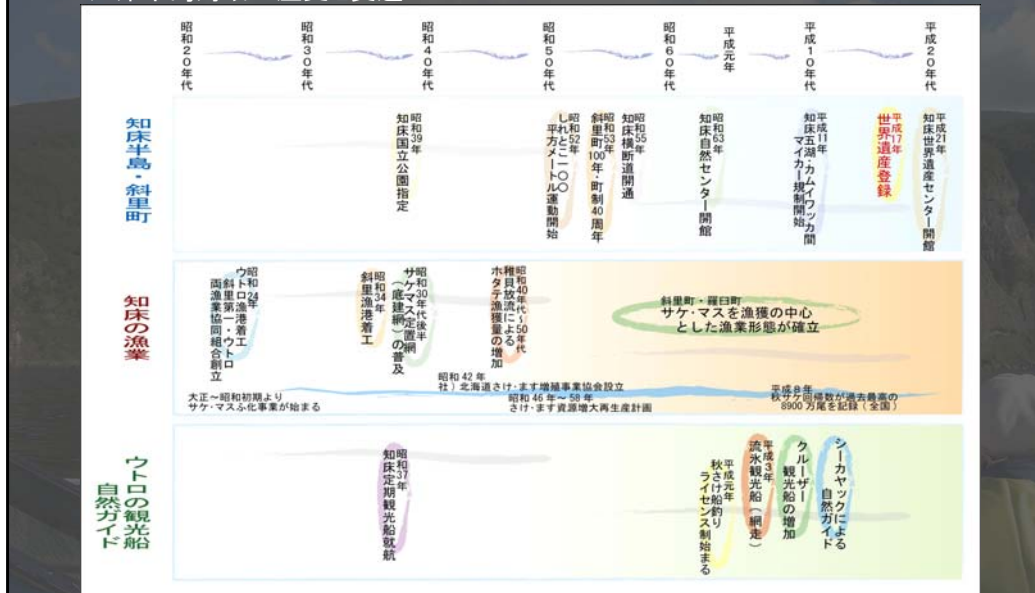 昭和20年代
昭和30年代
昭和40年代
昭和50年代
昭和60年代
平成元年
平成10年代
平成20年代
知床半島・斜里町
昭和39年
知床国立公園指定
昭和52年
しれとこ一〇〇
平方メートル運動開始
昭和53年
斜里町100年・町制40周年
昭和55年
知床横断道開通
昭和63年
知床自然センター開館
平成11年
知床五湖・カムイワッカ間
マイカー規制開始
平成17年
世界遺産登録
平成21年
知床世界遺産センター開館
知床の漁業
昭和24年
ウトロ漁港着工
斜里第一・ウトロ
両漁業協同組合創立
昭和34年
斜里漁港着工
昭和30年代後半
サケマス定置網
（底建網）の普及
昭和40年代～50年代
稚貝放流による
ホタテ漁獲量の増加
斜里町・羅臼町
サケ・マスを漁獲の中心
とした漁業形態が確立
大正～昭和初期より
サケ・マスふ化事業が始まる
昭和 42 年
社）北海道さけ・ます増殖事業協会設立
昭和 46 年～ 58 年
さけ・ます資源増大再生産計画
平成 8 年
秋サケ回帰数が過去最高の
8900 万尾を記録（全国）
ウトロの観光船
自然ガイド
昭和37年
知床定期観光船就航
平成元年
秋さけ船釣り
ライセンス制始まる
平成3年
流氷観光船（網走）
クルーザー
観光船の増加
シーカヤックによる
自然ガイド